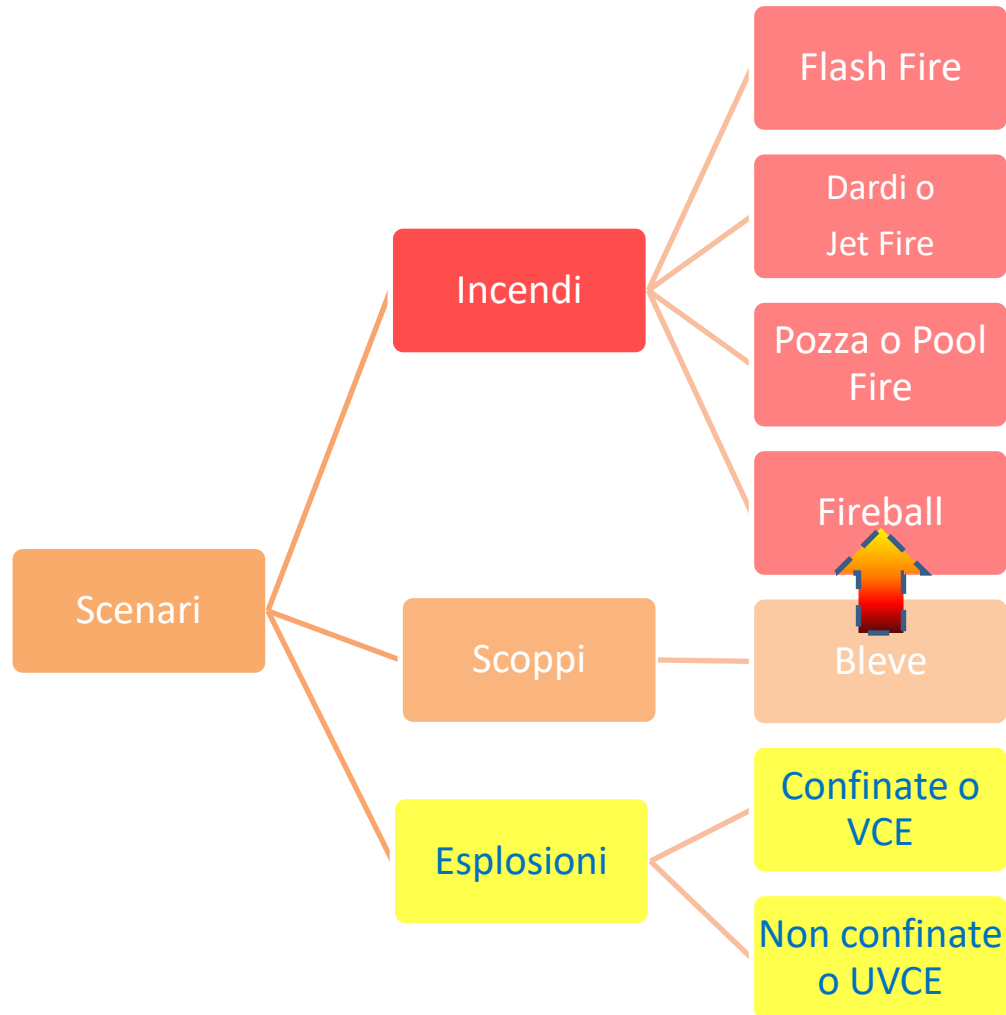 Scenari
Incendi
Flash Fire
Dardi o
Jet Fire
Pozza o Pool
Fire
Fireball
Scoppi
Bleve
Esplosioni
Confinate o
VCE
Non confinate
o UVCE